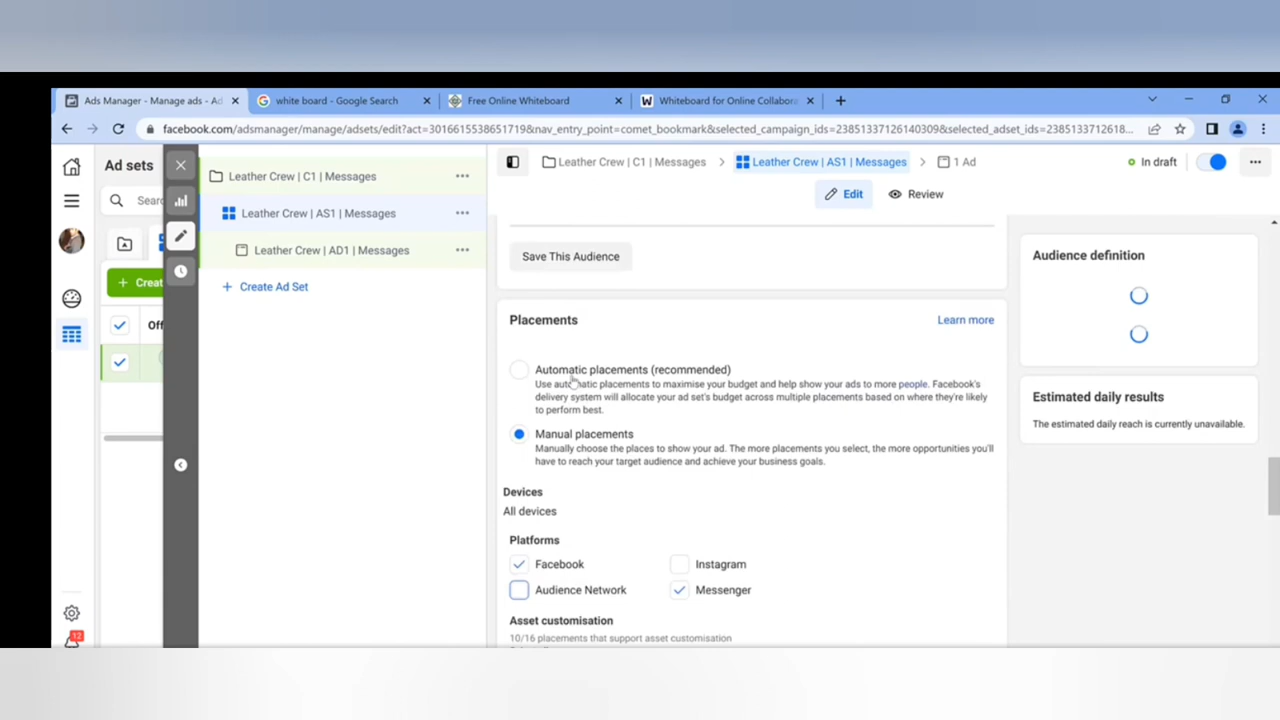 Ads Manager - Manage ads - Ad
white board - Google Search
Free Online Whiteboard
Whiteboard for Online Collabora
facebook.com/adsmanager/manage/adsets/edit?act=3016615538651719&nav_entry_point=comet_bookmark&selected_campaign_ids=23851337126140309&selected_adset_ids=2385133712618...
Ad sets
Leather Crew | C1 | Messages
Leather Crew | AS1 | Messages
1 Ad
In draft
Edit
Review
Leather Crew | C1 | Messages
Leather Crew | AS1 | Messages
Leather Crew | AD1 | Messages
+ Create Ad Set
Sear
+ Creat
Off
12
Save This Audience
Placements
Learn more
Automatic placements (recommended)
Use automatic placements to maximise your budget and help show your ads to more people. Facebook's
delivery system will allocate your ad set's budget across multiple placements based on where they're likely
to perform best.
Manual placements
Manually choose the places to show your ad. The more placements you select, the more opportunities you'll
have to reach your target audience and achieve your business goals.
Devices
All devices
Platforms
Facebook
Instagram
Audience Network
Messenger
Asset customisation
10/16 placements that support asset customisation
Audience definition
Estimated daily results
The estimated daily reach is currently unavailable.